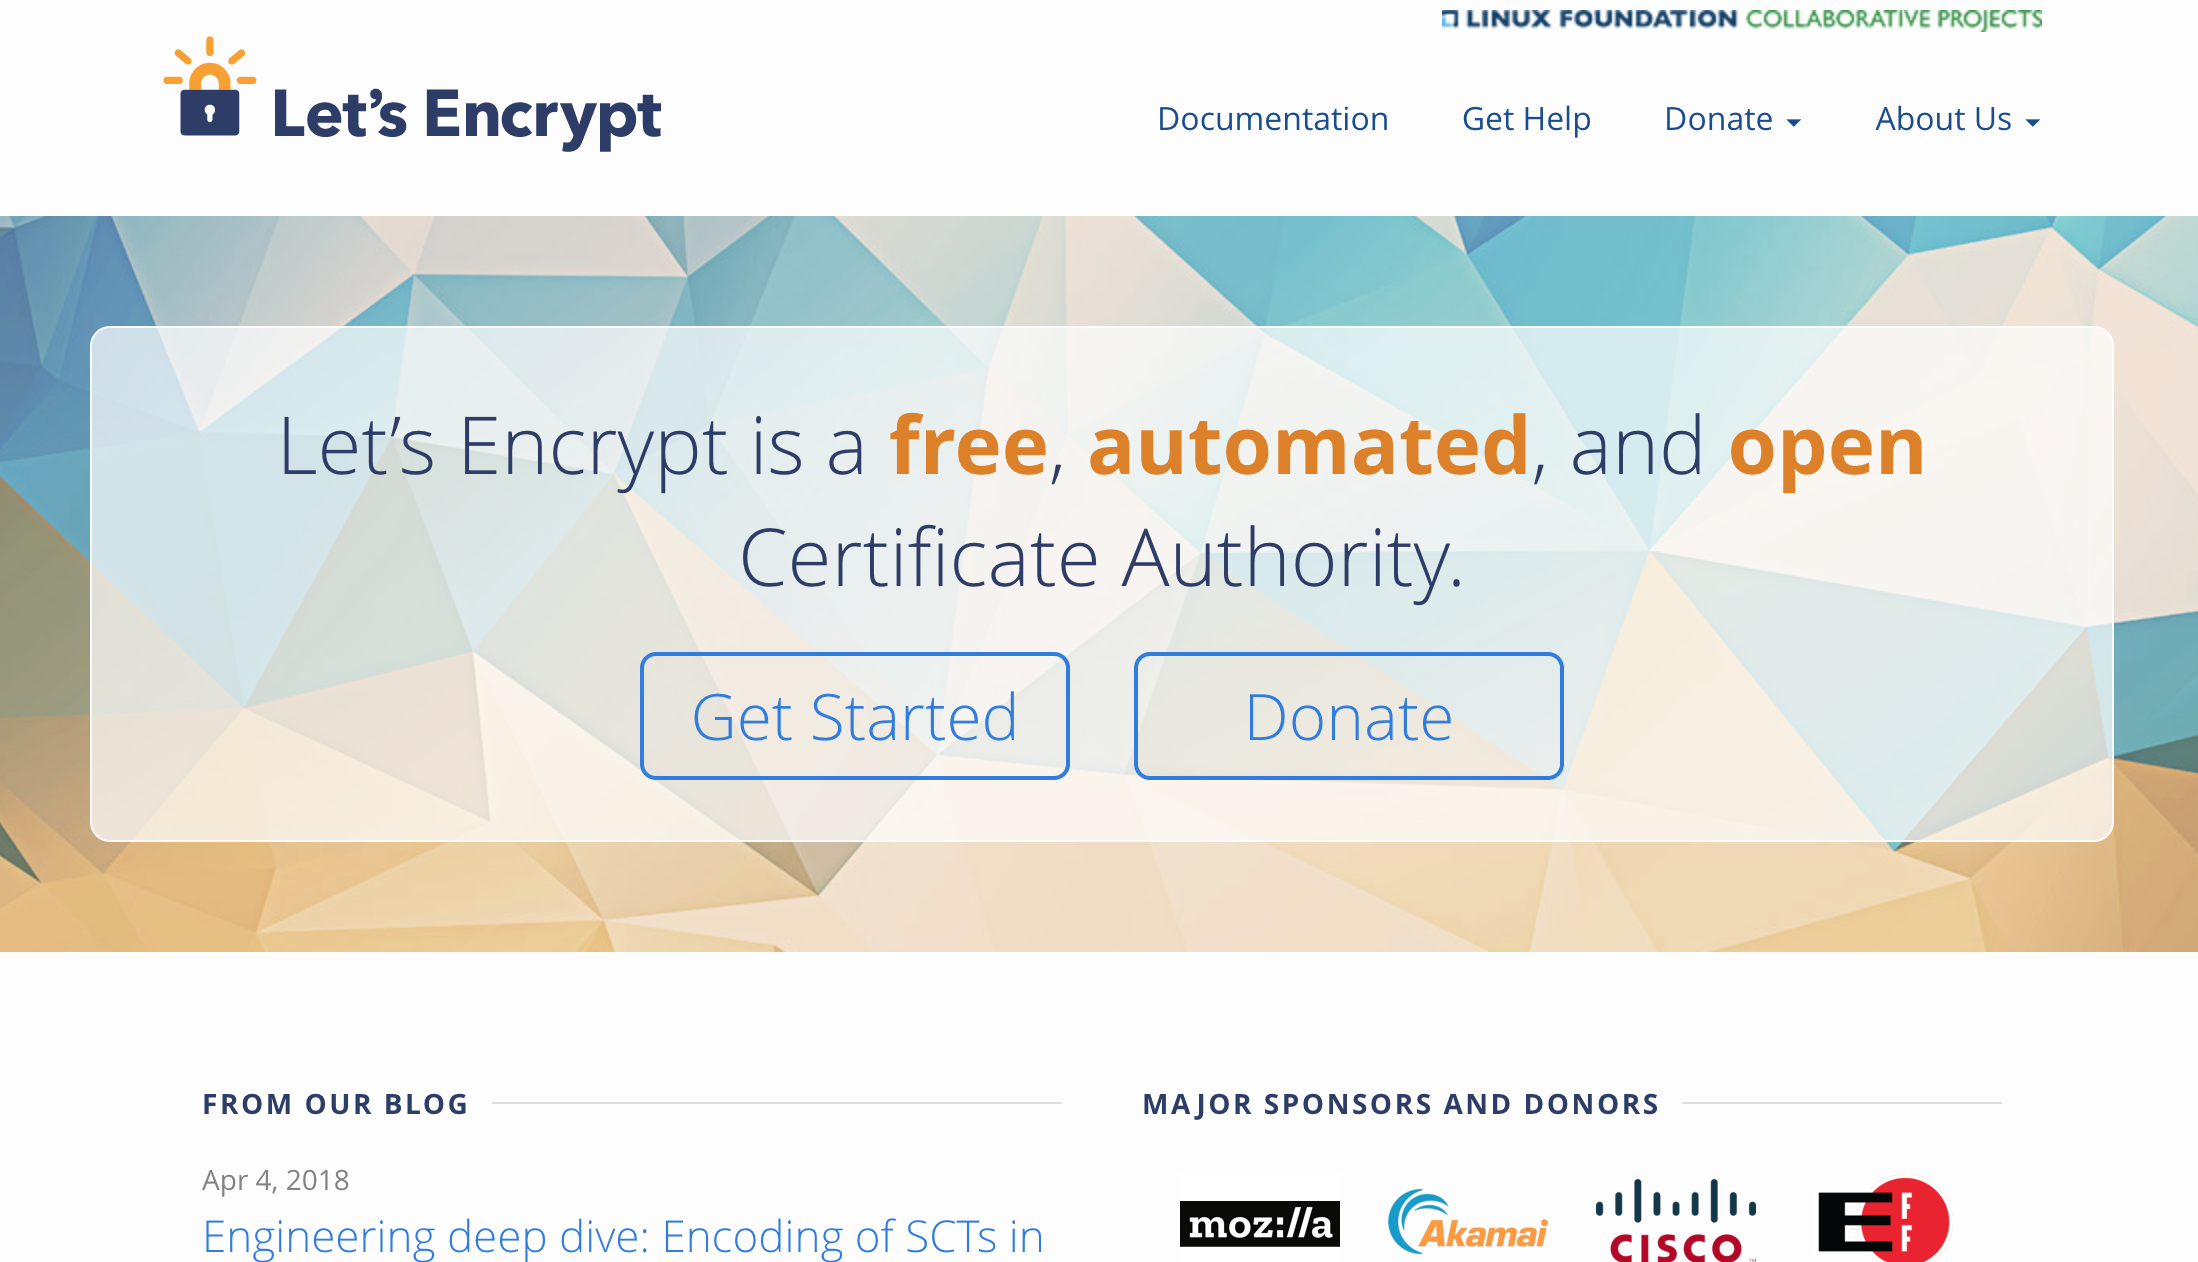 LINUX FOUNDATION COLLABORATIVE PROJECTS
Let's Encrypt
Documentation Get Help Donate About Us
Let’s Encrypt is a free, automated, and open
Certificate Authority.
Get Started Donate
FROM OUR BLOG
Apr 4, 2018
Engineering deep dive: Encoding of SCTs in
MAJOR SPONSORS AND DONORS
moz://a Akamai CISCO EFF